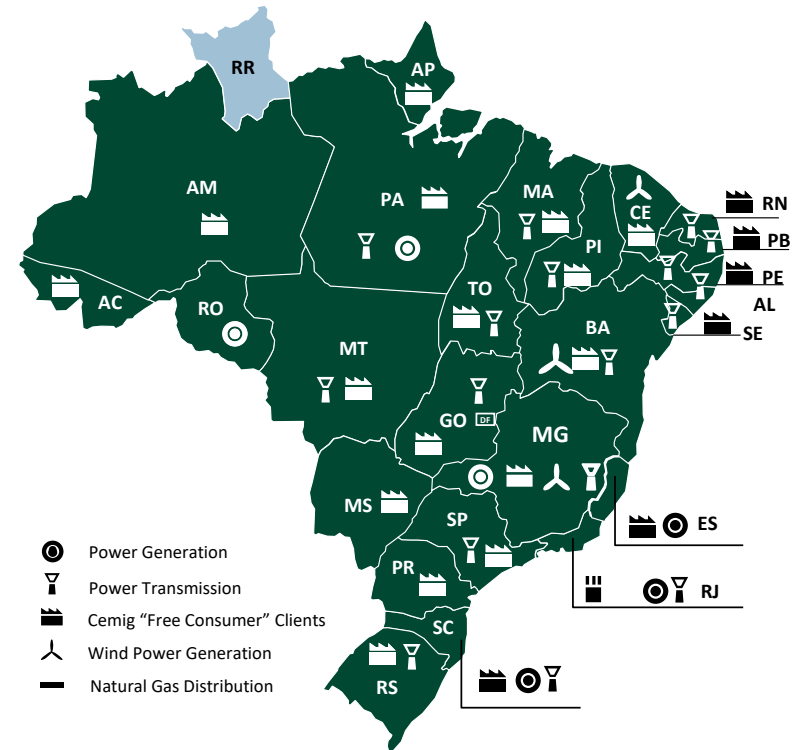 RR
AP
AM
PA
MA
CE
RN
PB
PI
PE
AC
RO
TO
AL
SE
MT
BA
GO
DF
MG
MS
SP
ES
Power Generation
Power Transmission
PR
RJ
Cemig “Free Consumer” Clients
SC
Wind Power Generation
Natural Gas Distribution
RS